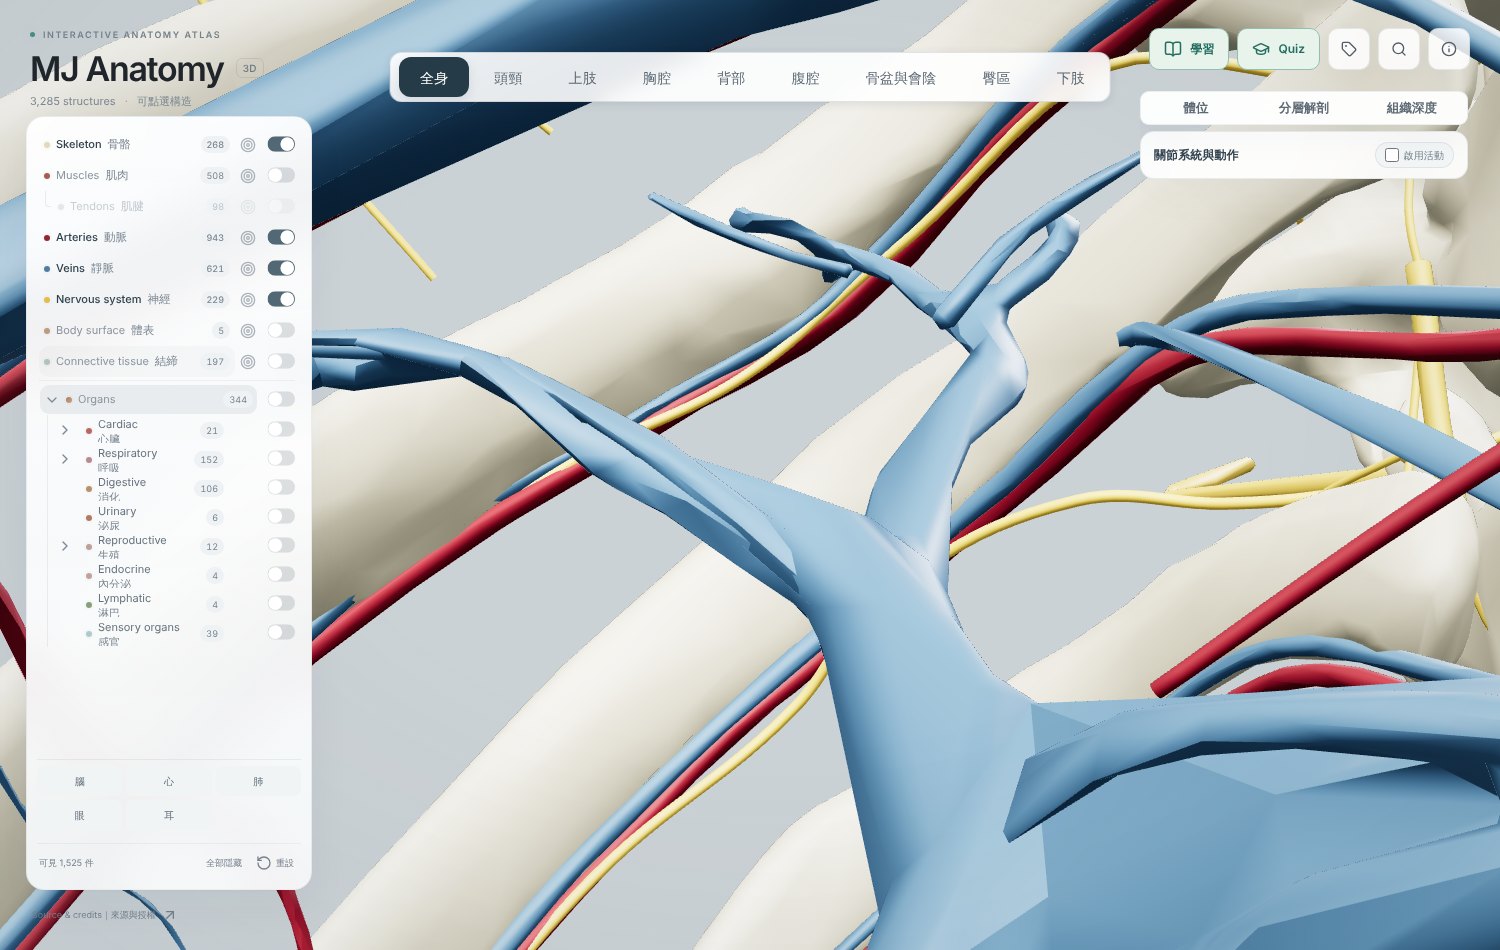 INTERACTIVE ANATOMY ATLAS
MJ Anatomy 3D
3,285 structures · 可點選構造
全身 頭頸 上肢 胸腔 背部 腹腔 骨盆與會陰 臀區 下肢
學習 Quiz
體位 分層解剖 組織深度
關節系統與動作 啟用活動
Skeleton 骨骼 268
Muscles 肌肉 508
Tendons 肌腱 98
Arteries 動脈 943
Veins 靜脈 621
Nervous system 神經 229
Body surface 體表 5
Connective tissue 結締 197
Organs 344
Cardiac 21
心臟
Respiratory 152
呼吸
Digestive 106
消化
Urinary 6
泌尿
Reproductive 12
生殖
Endocrine 4
內分泌
Lymphatic 4
淋巴
Sensory organs 39
感官
腦 心 肺
眼 耳
可見 1,525 件 全部隱藏 重設
Source & credits | 來源與授權